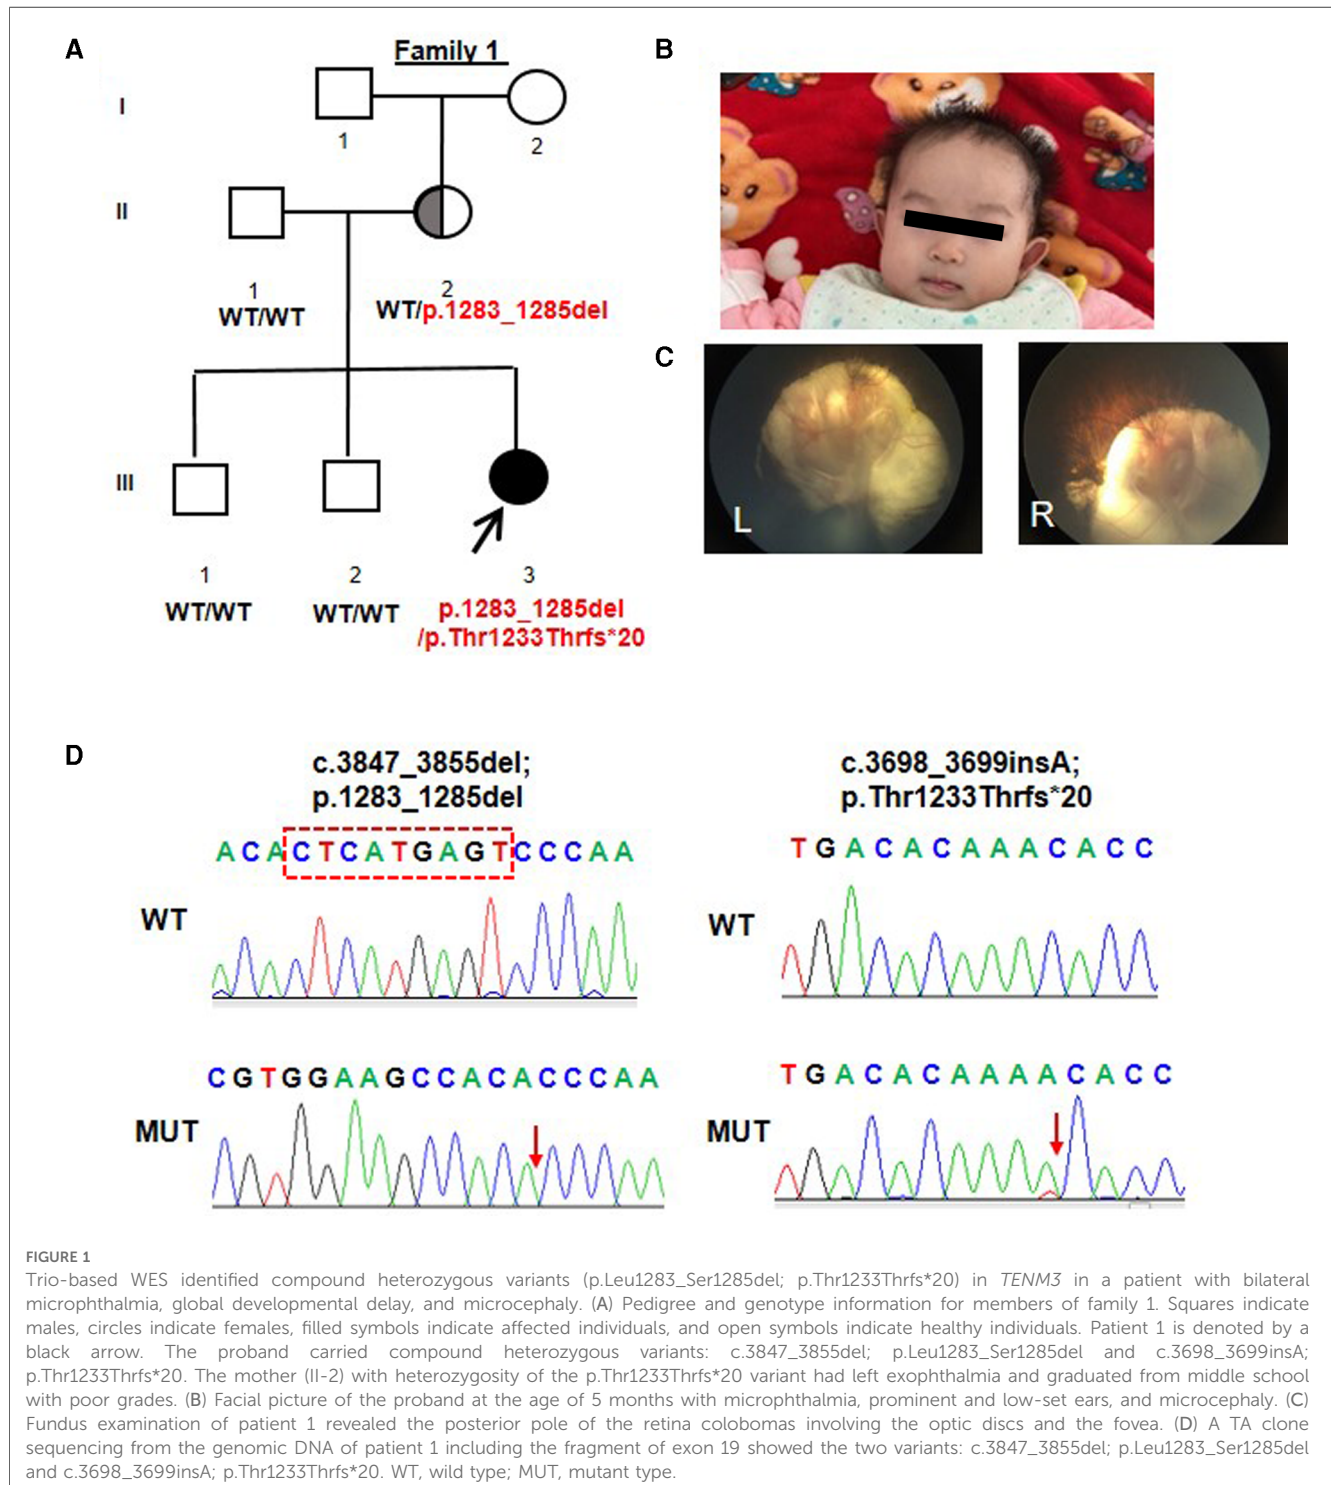 A
Family 1
B
I
1
2
II
1
2
WT/WT
WT/p.1283_1285del
C
L
R
III
1
2
3
WT/WT
WT/WT
p.1283_1285del
/p.Thr1233Thrfs*20
D
c.3847_3855del;
p.1283_1285del
c.3698_3699insA;
p.Thr1233Thrfs*20
ACACTCATGAGTCCCAA
TGACACAAACACC
WT
WT
CGTGGAAGCCACACCCAA
TGACACAAAACACC
MUT
MUT
FIGURE 1
Trio-based WES identified compound heterozygous variants (p.Leu1283_Ser1285del; p.Thr1233Thrfs*20) in TENM3 in a patient with bilateral
microphthalmia, global developmental delay, and microcephaly. (A) Pedigree and genotype information for members of family 1. Squares indicate
males, circles indicate females, filled symbols indicate affected individuals, and open symbols indicate healthy individuals. Patient 1 is denoted by a
black arrow. The proband carried compound heterozygous variants: c.3847_3855del; p.Leu1283_Ser1285del and c.3698_3699insA;
p.Thr1233Thrfs*20. The mother (II-2) with heterozygosity of the p.Thr1233Thrfs*20 variant had left exophthalmia and graduated from middle school
with poor grades. (B) Facial picture of the proband at the age of 5 months with microphthalmia, prominent and low-set ears, and microcephaly. (C)
Fundus examination of patient 1 revealed the posterior pole of the retina colobomas involving the optic discs and the fovea. (D) A TA clone
sequencing from the genomic DNA of patient 1 including the fragment of exon 19 showed the two variants: c.3847_3855del; p.Leu1283_Ser1285del
and c.3698_3699insA; p.Thr1233Thrfs*20. WT, wild type; MUT, mutant type.